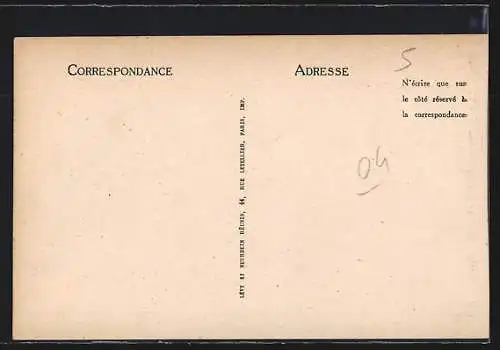 CORRESPONDANCE
ADRESSE
5
N'écrire que sur
le côté réservé à
la correspondance
LÉVY ET NEURDEIN RÉUNIS, 44, RUE LETELLIER, PARIS, IMP.
04